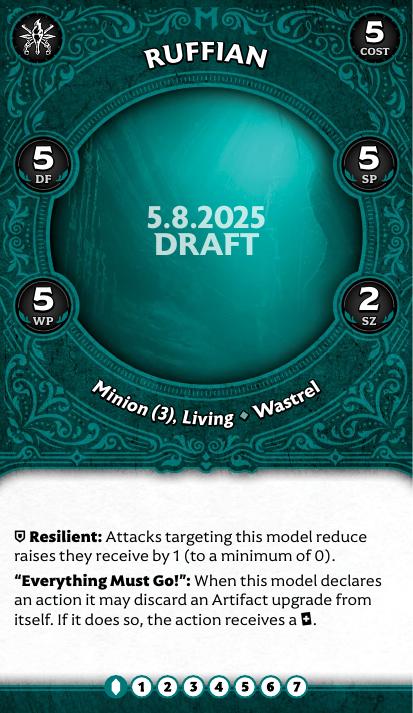 RUFFIAN
5
COST
5
DF
5
SP
5.8.2025
DRAFT
5
WP
2
SZ
Minion (3), Living ◆ Wastrel
Resilient: Attacks targeting this model reduce
raises they receive by 1 (to a minimum of 0).
“Everything Must Go!”: When this model declares
an action it may discard an Artifact upgrade from
itself. If it does so, the action receives a .
1 2 3 4 5 6 7